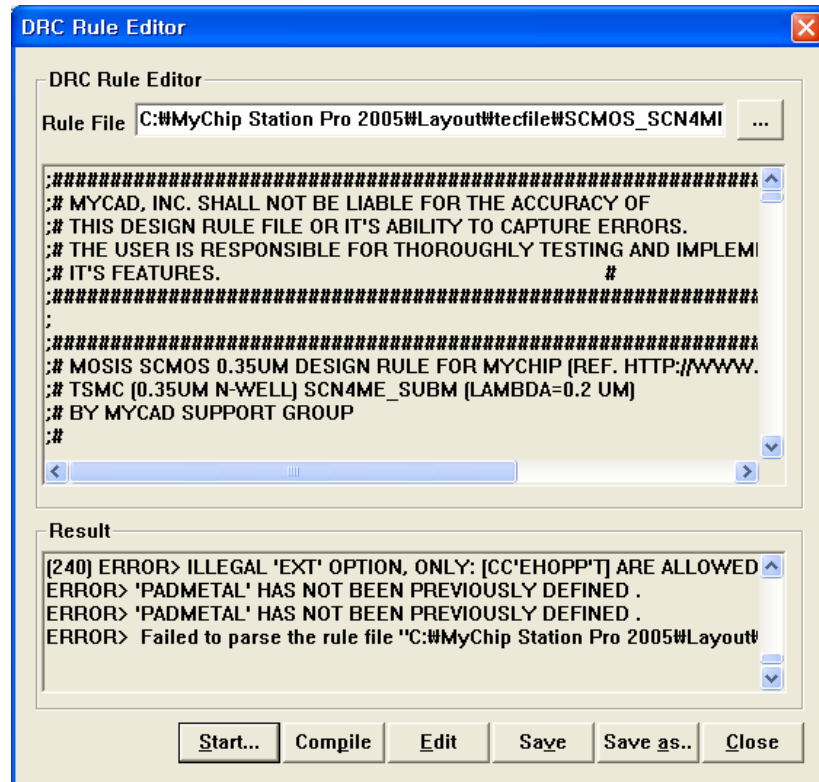 DRC Rule Editor
DRC Rule Editor
Rule File C:₩MyChip Station Pro 2005₩Layout₩tecfile₩SCMOS_SCN4MI ...
;##############################################################
;# MYCAD, INC. SHALL NOT BE LIABLE FOR THE ACCURACY OF
;# THIS DESIGN RULE FILE OR IT'S ABILITY TO CAPTURE ERRORS.
;# THE USER IS RESPONSIBLE FOR THOROUGHLY TESTING AND IMPLEMI
;# IT'S FEATURES. #
;##############################################################
;
;##############################################################
;# MOSIS SCMOS 0.35UM DESIGN RULE FOR MYCHIP (REF. HTTP://WWW.
;# TSMC (0.35UM N-WELL) SCN4ME_SUBM (LAMBDA=0.2 UM)
;# BY MYCAD SUPPORT GROUP
;#
Result
(240) ERROR> ILLEGAL 'EXT' OPTION, ONLY: [CC'EHOPP'T] ARE ALLOWED
ERROR> 'PADMETAL' HAS NOT BEEN PREVIOUSLY DEFINED .
ERROR> 'PADMETAL' HAS NOT BEEN PREVIOUSLY DEFINED .
ERROR> Failed to parse the rule file "C:₩MyChip Station Pro 2005₩Layout₩
Start... Compile Edit Save Save as.. Close